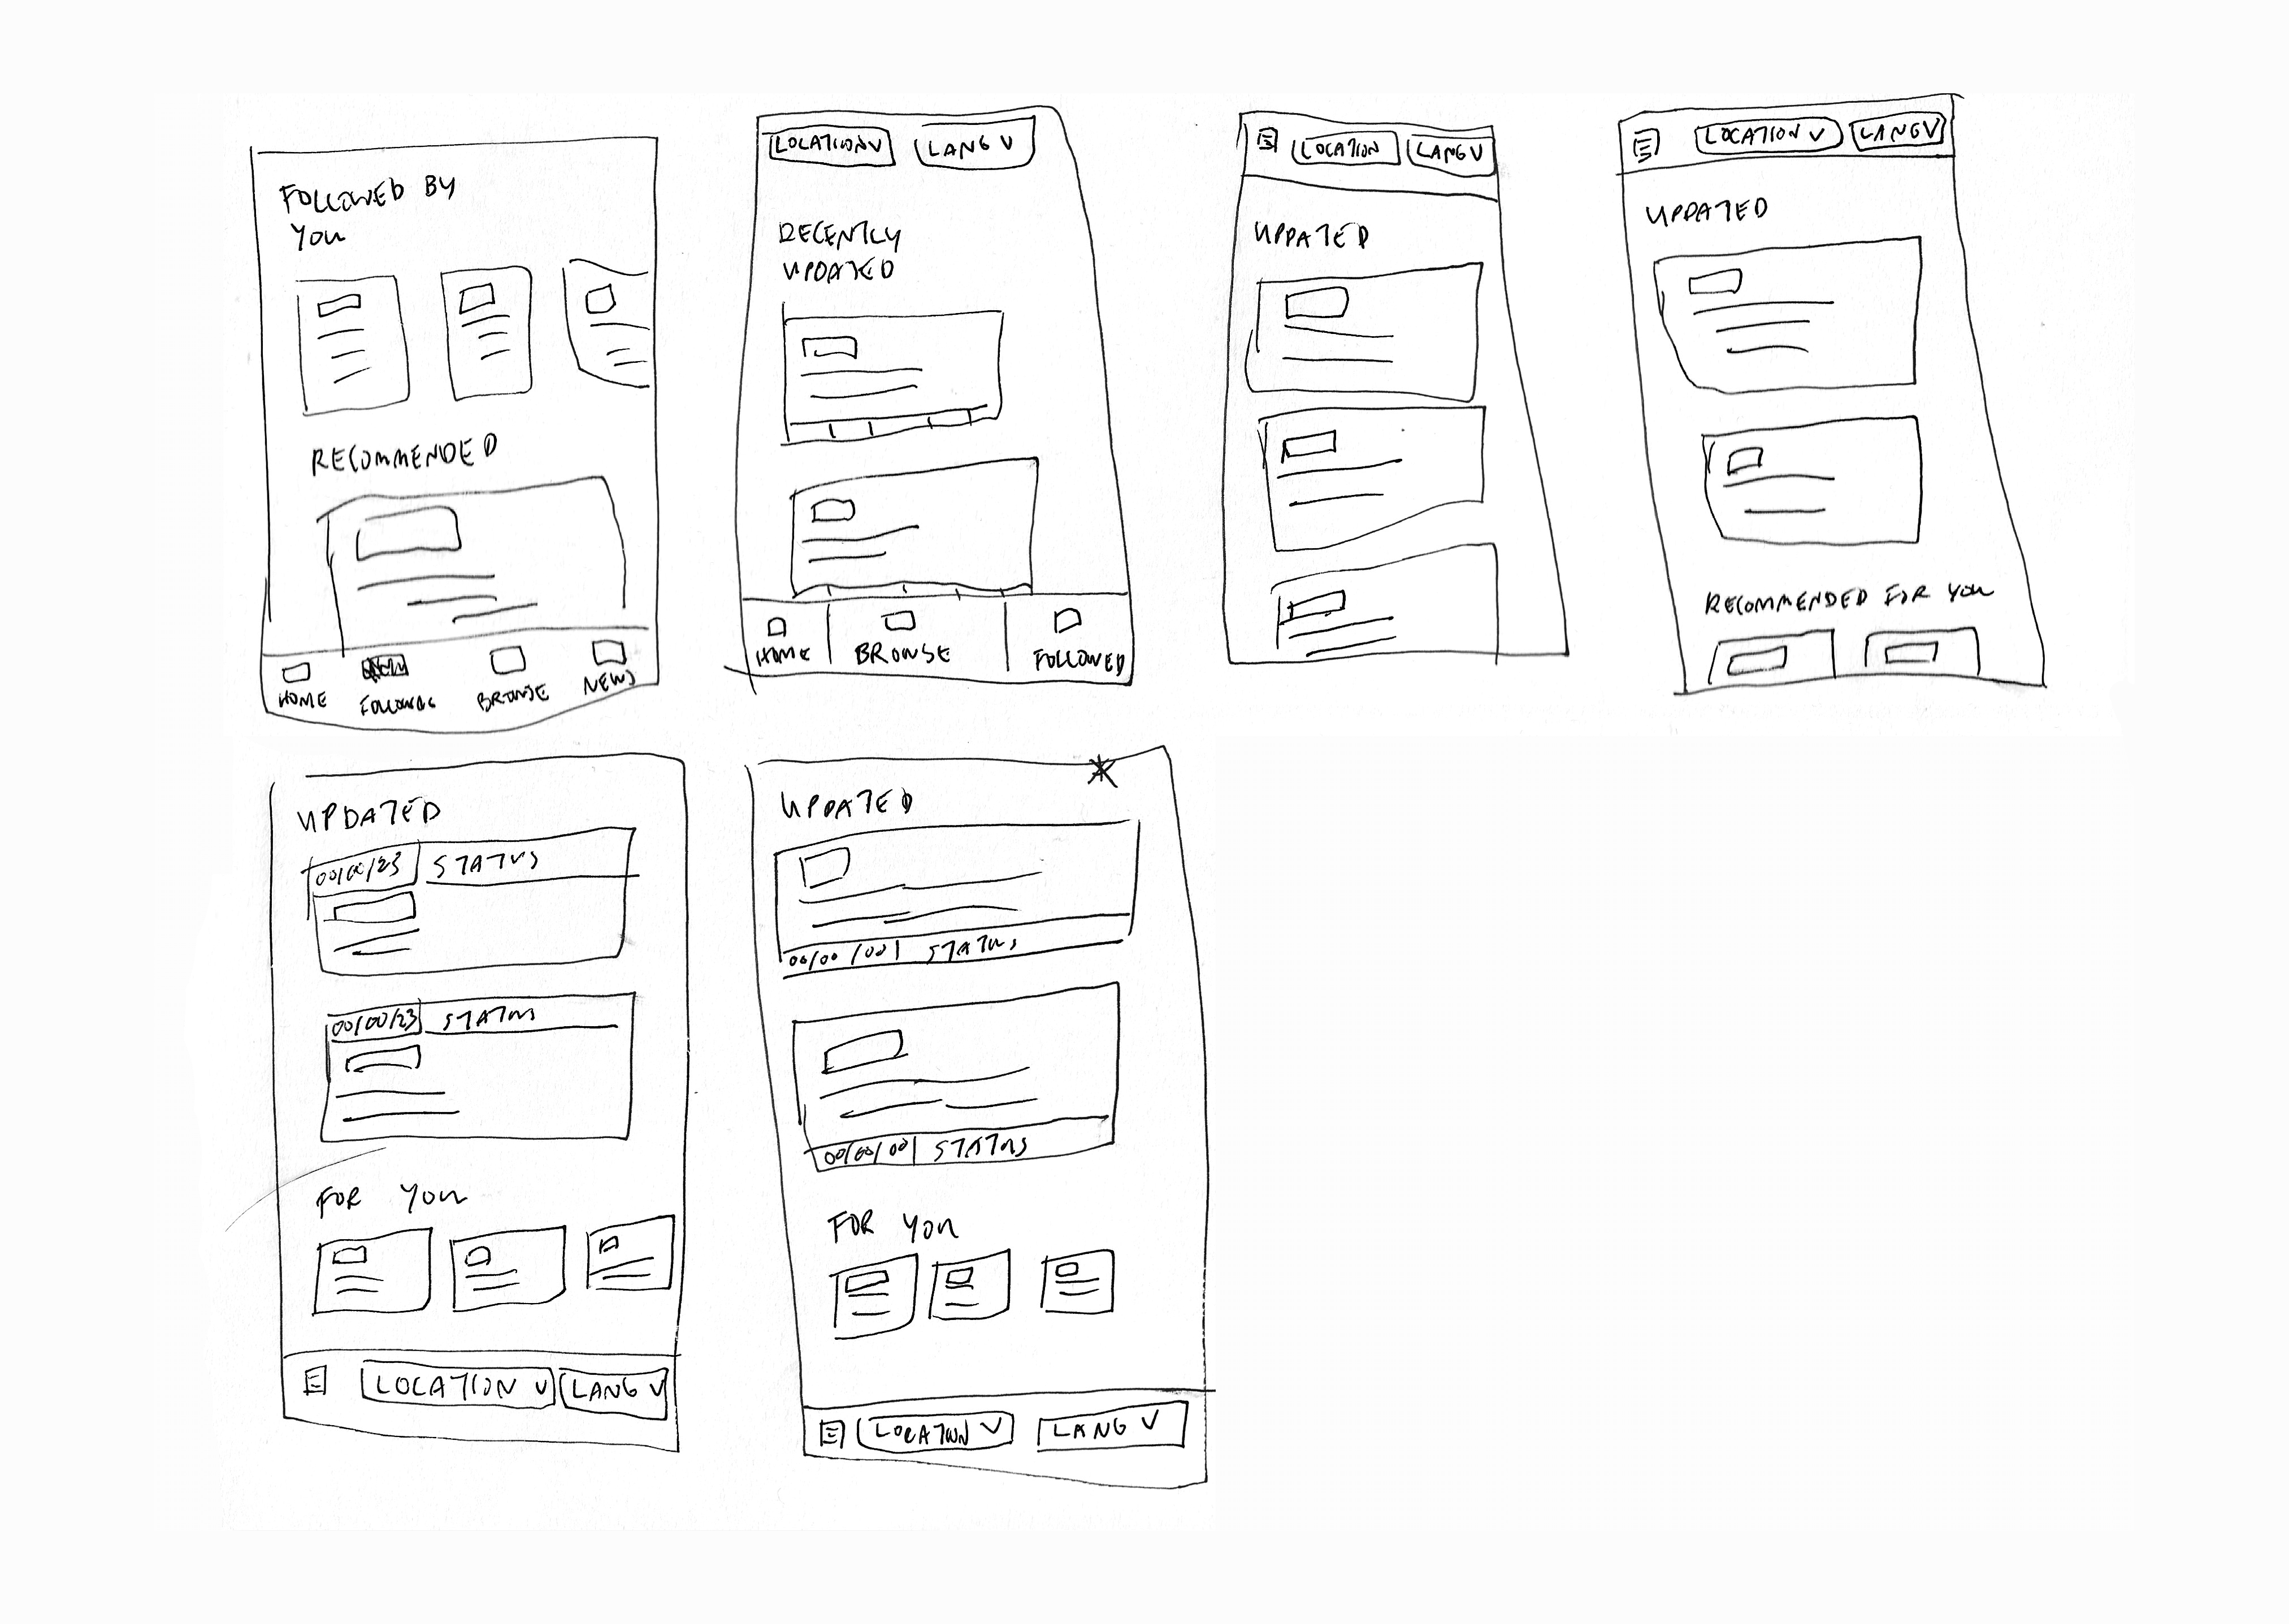 FOLLOWED BY
YOU
RECOMMENDED
HOME
BROWSE
NEWS
LOCATION V
LANG V
RECENTLY
UPDATED
HOME
BROWSE
FOLLOWED
LOCATION
LANG V
UPDATED
LOCATION V
LANG V
UPDATED
RECOMMENDED FOR YOU
UPDATED
00/00/23 STATUS
00/00/23 STATUS
FOR YOU
LOCATION V
LANG V
UPDATED
00/00/00 STATUS
00/00/00 STATUS
FOR YOU
LOCATION V
LANG V